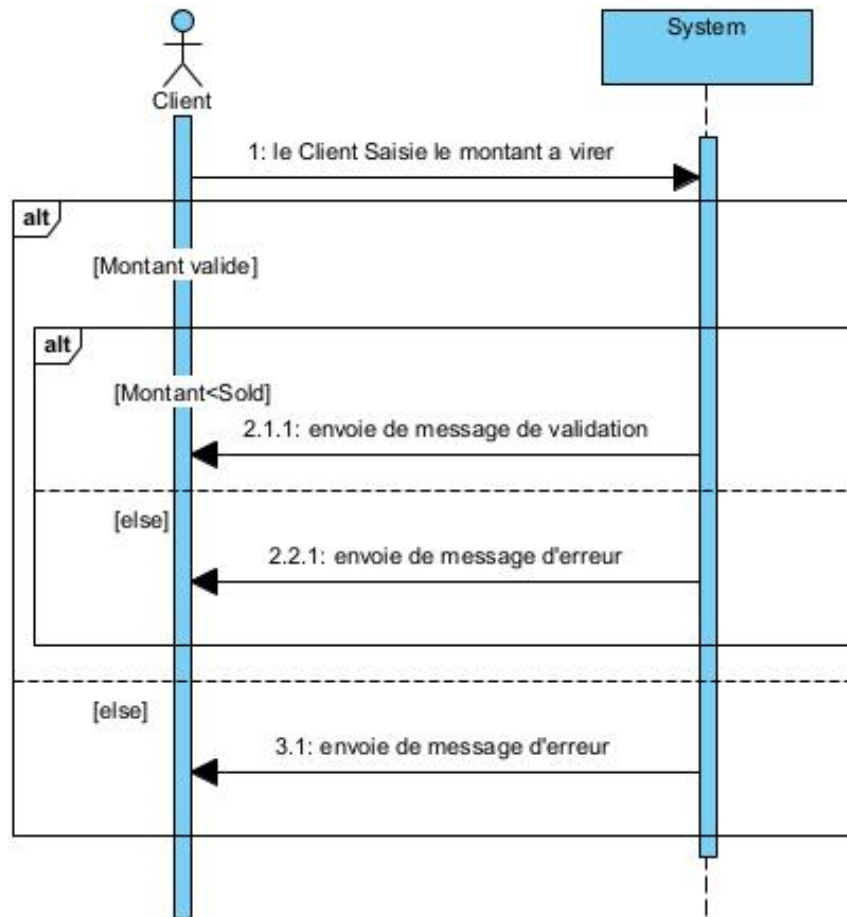 System
Client
1: le Client Saisie le montant a virer
alt
[Montant valide]
alt
[Montant<Sold]
2.1.1: envoie de message de validation
[else]
2.2.1: envoie de message d'erreur
[else]
3.1: envoie de message d'erreur